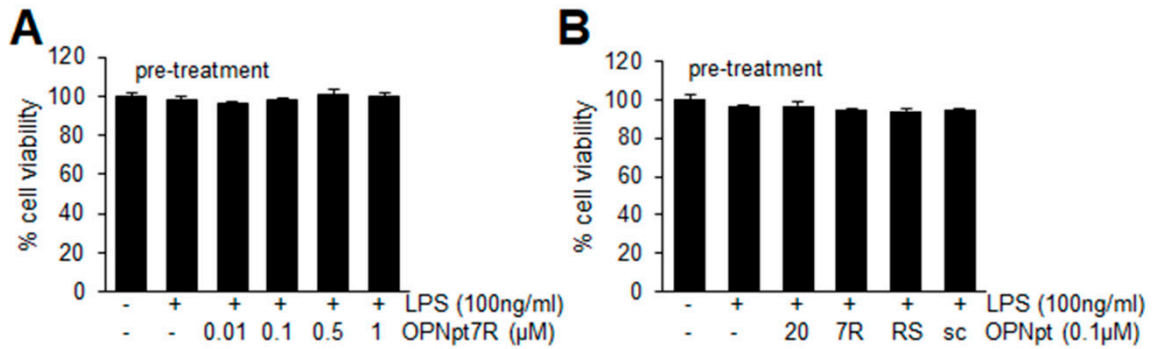 A
120
100
80
60
40
20
0
% cell viability
pre-treatment
- + + + + + LPS (100ng/ml)
- - 0.01 0.1 0.5 1 OPNpt7R (µM)
B
120
100
80
60
40
20
0
% cell viability
pre-treatment
- + + + + + LPS (100ng/ml)
- - 20 7R RS sc OPNpt (0.1µM)